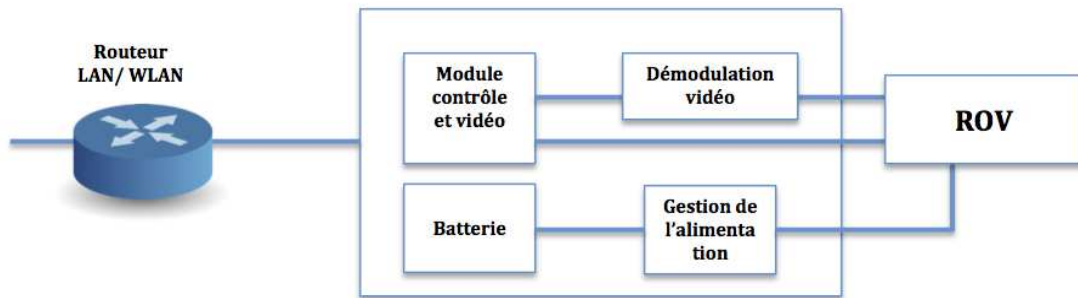 Routeur
LAN/ WLAN
Module
contrôle
et vidéo
Démodulation
vidéo
ROV
Batterie
Gestion de
l'alimenta
tion